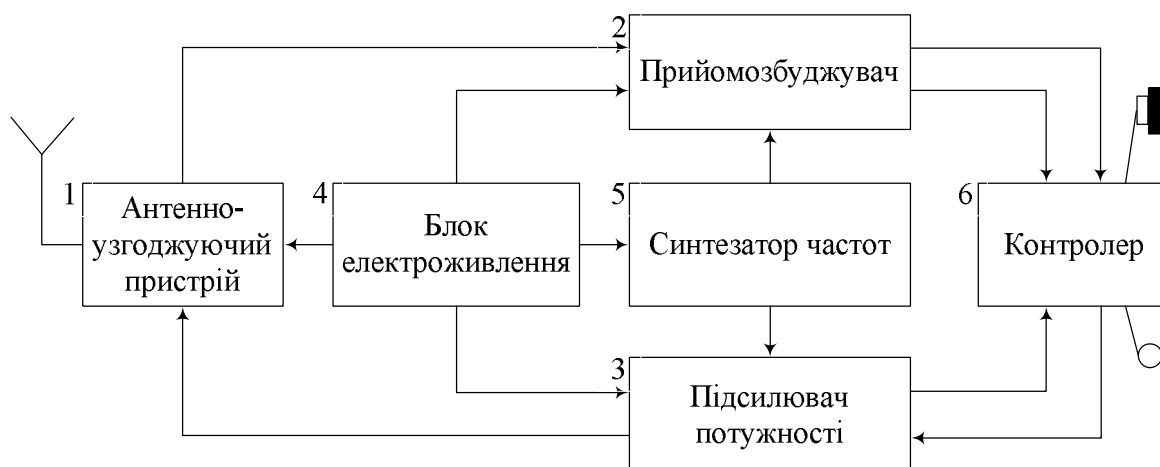 2
Прийомозбуджувач
1
Антенно-
узгоджуючий
пристрій
4
Блок
електроживлення
5
Синтезатор частот
6
Контролер
3
Підсилювач
потужності